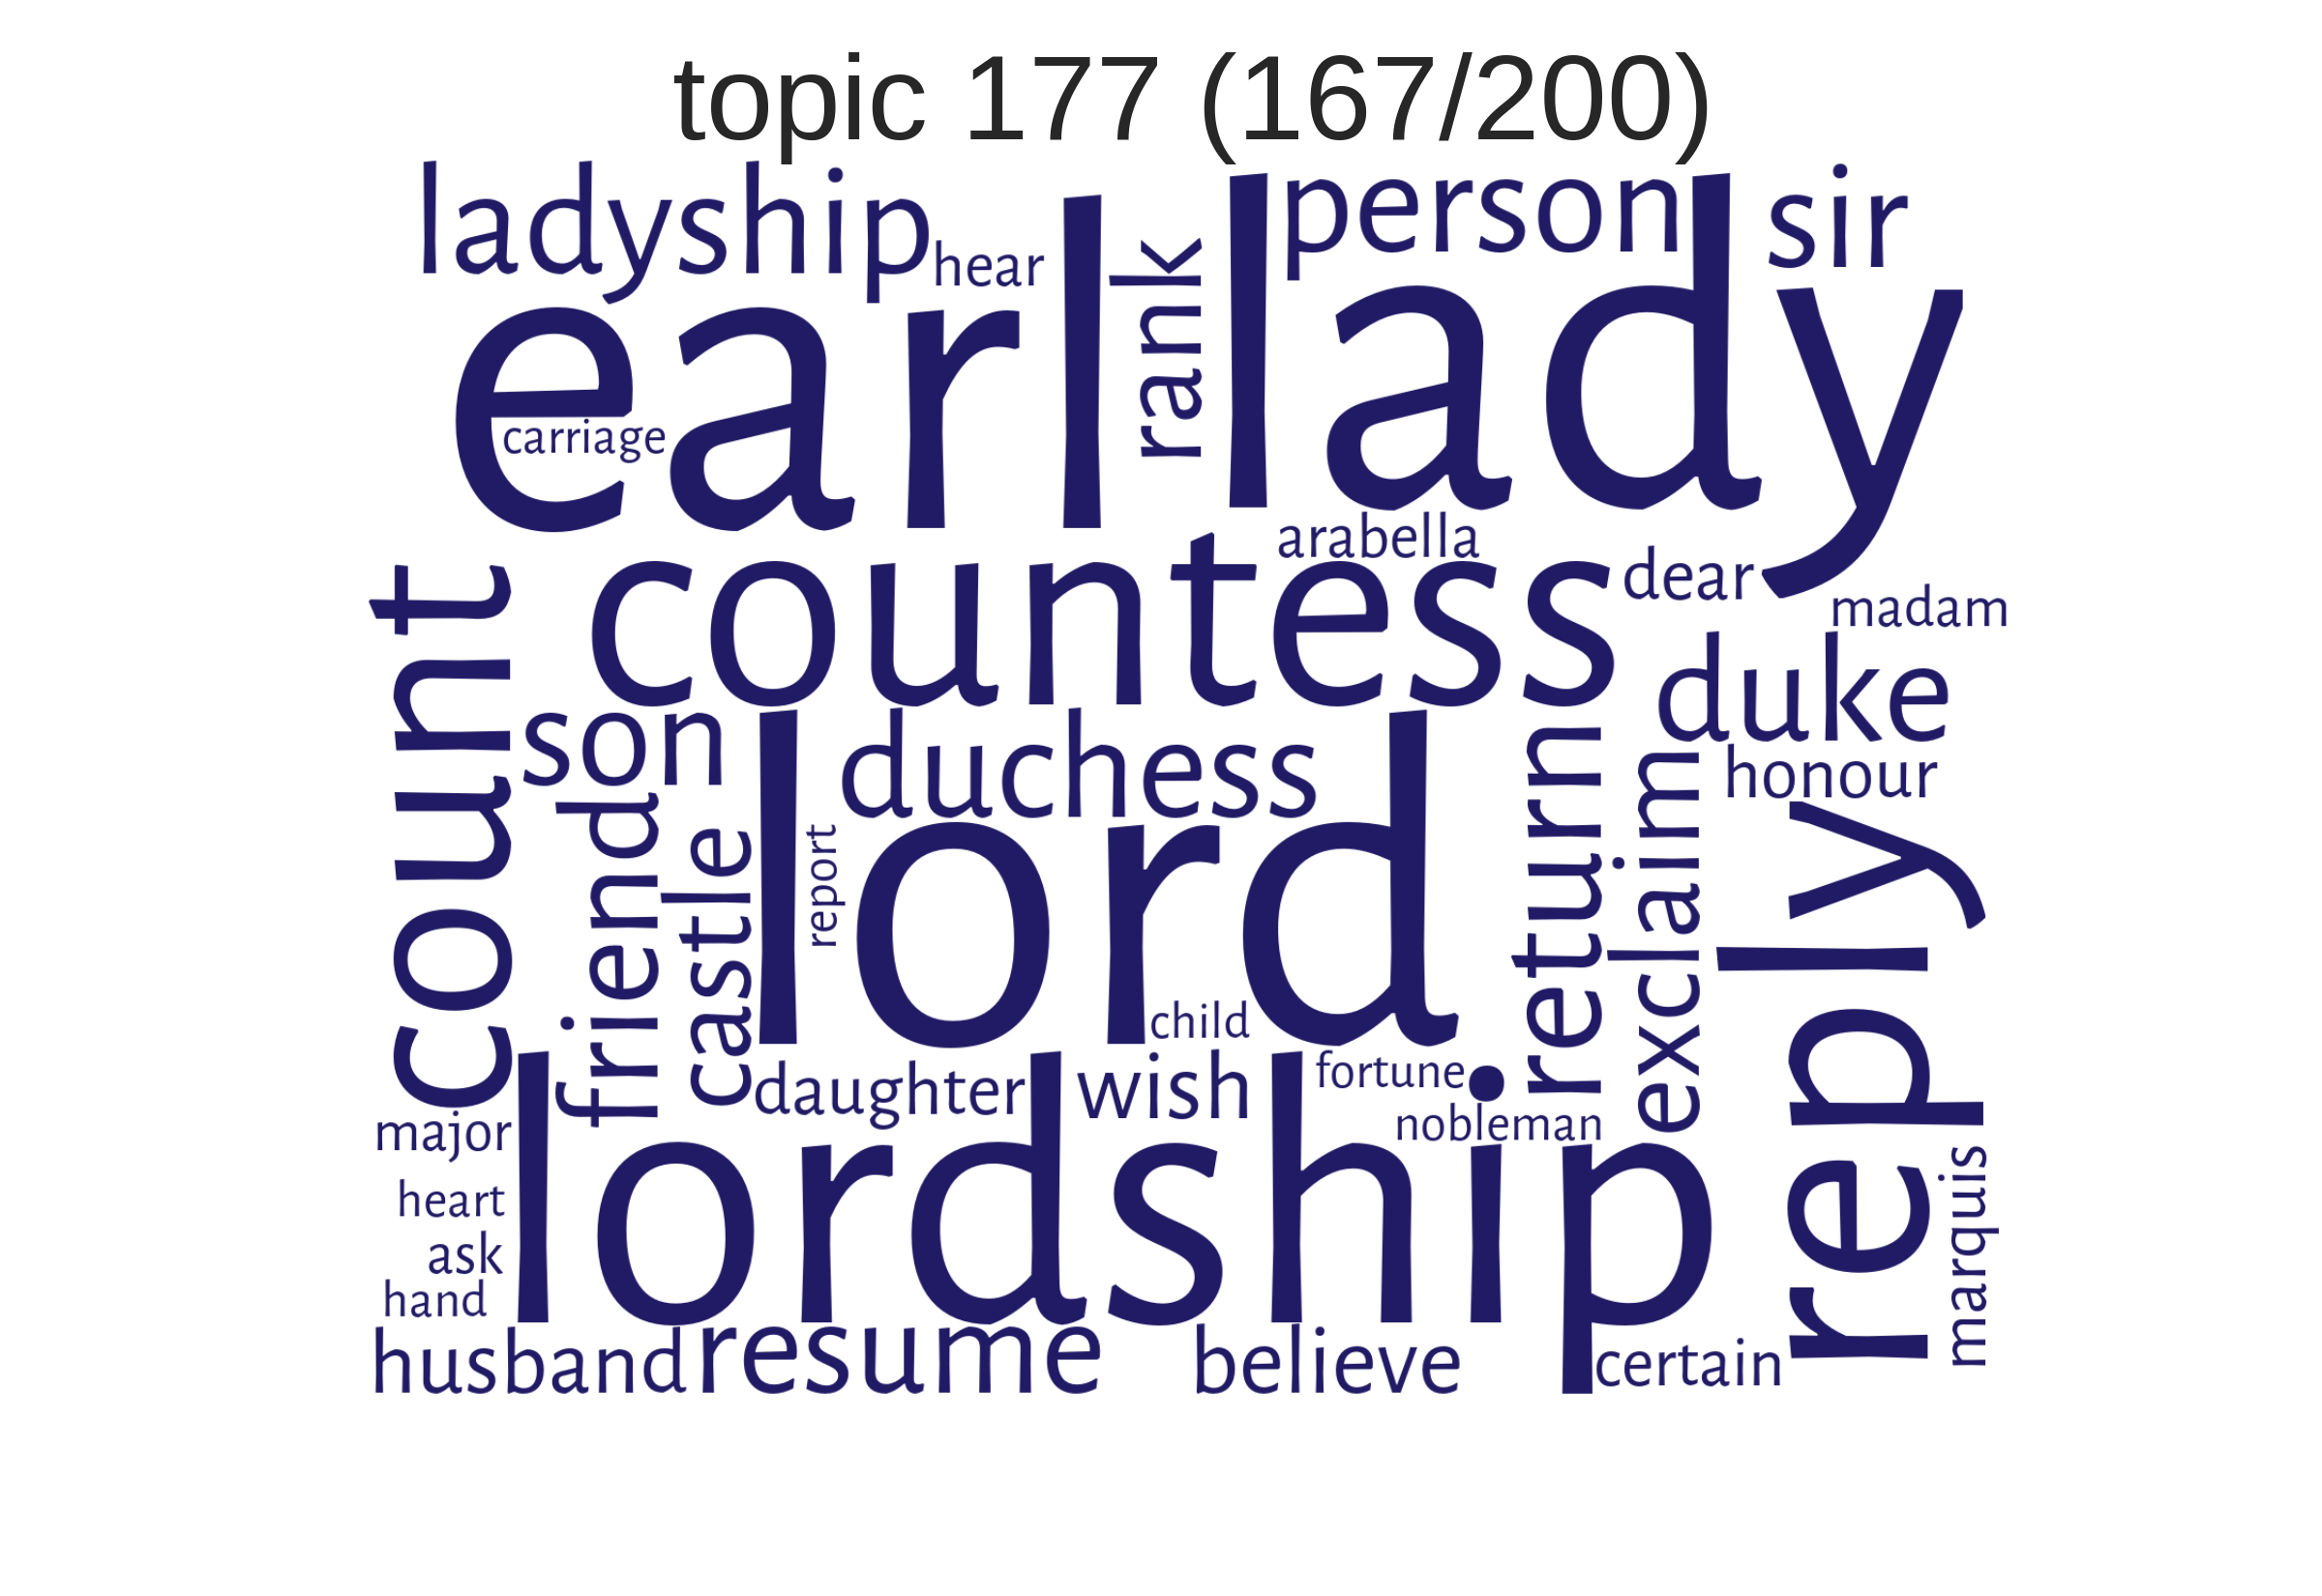 topic 177 (167/200)
ladyship
hear
rank
person
sir
earl
lady
carriage
arabella
dear
madam
count
countess
duke
son
duchess
honour
friend
castle
report
lord
return
exclaim
reply
child
daughter
wish
fortune
nobleman
major
heart
ask
hand
lordship
marquis
husband
resume
believe
certain